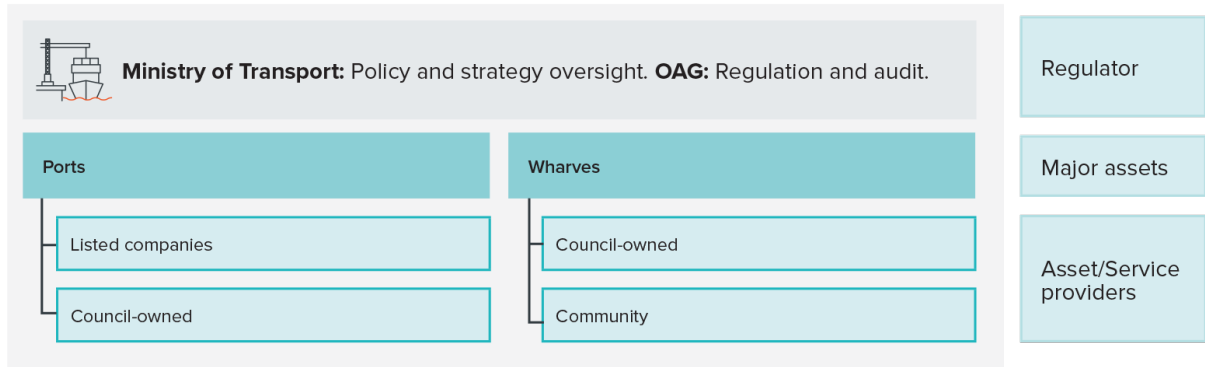 Ministry of Transport: Policy and strategy oversight. OAG: Regulation and audit.
Regulator
Ports
Wharves
Major assets
Listed companies
Council-owned
Council-owned
Community
Asset/Service
providers